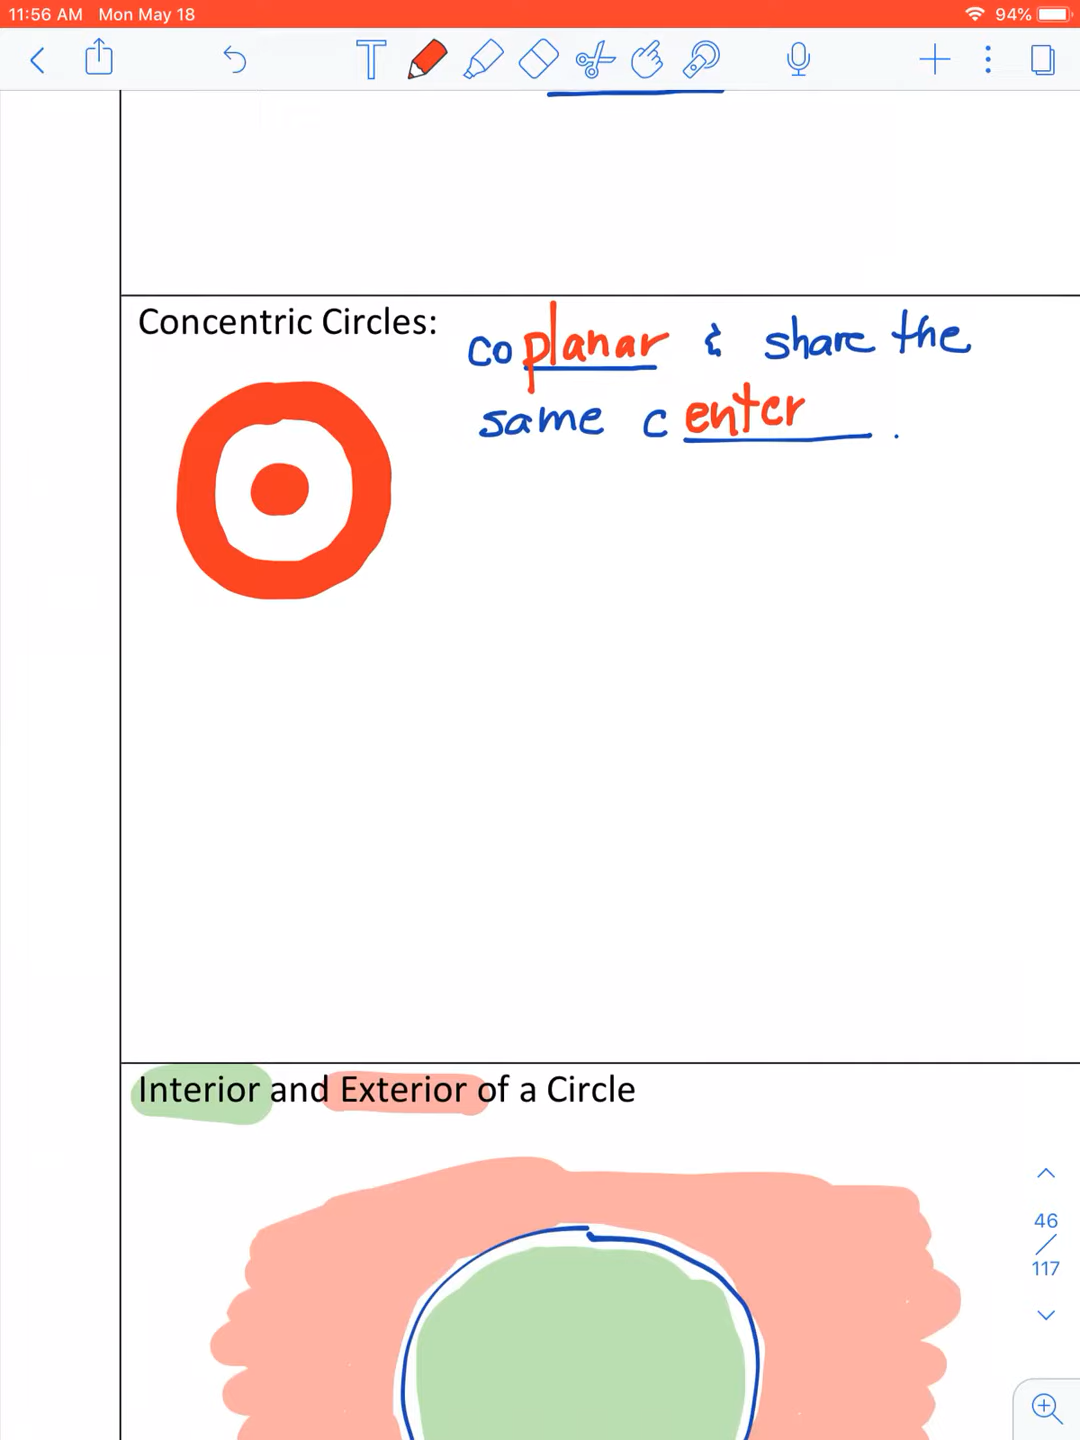 11:56 AM Mon May 18 94%
T
Concentric Circles: coplanar & share the
same center.
Interior and Exterior of a Circle
46
/
117